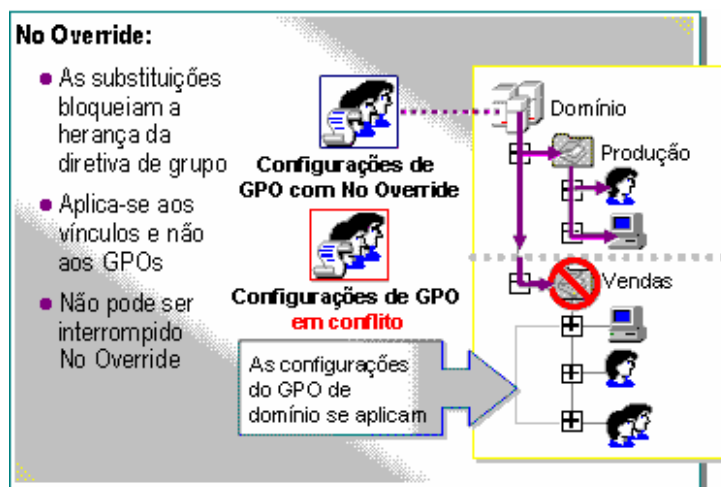 No Override:
As substituições
bloqueiam a
herança da
diretiva de grupo
Aplica-se aos
vínculos e não
aos GPOs
Não pode ser
interrompido
No Override
Configurações de
GPO com No Override
Configurações de GPO
em conflito
As configurações
do GPO de
domínio se aplicam
Domínio
Produção
Vendas